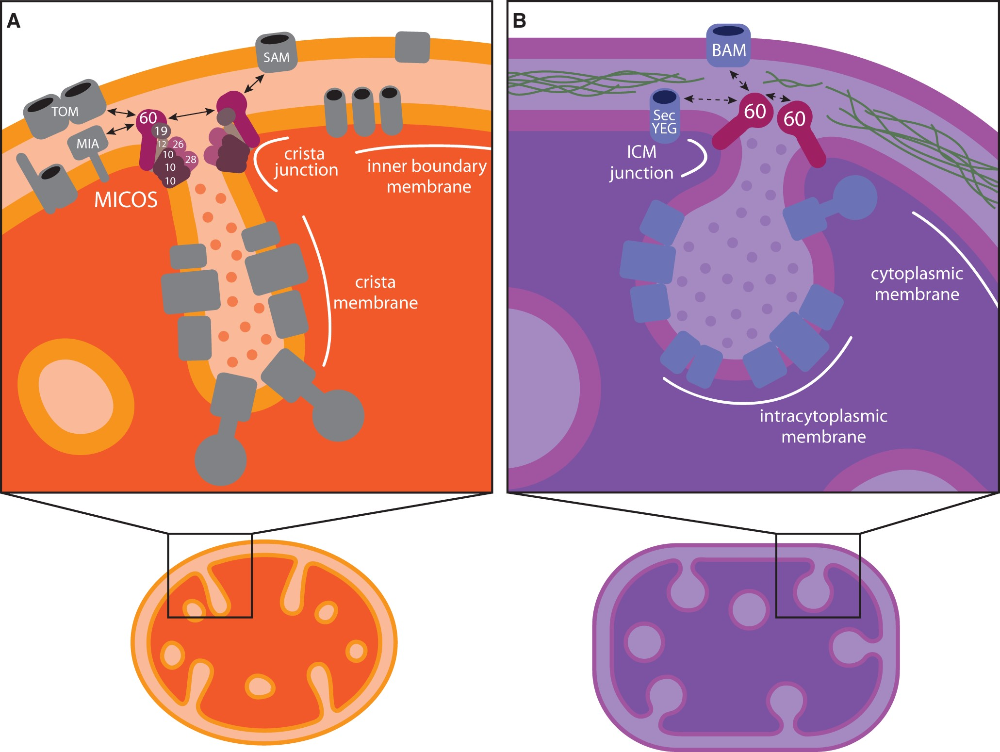 A
SAM
TOM
60
19
MIA
12
26
10
28
10
10
MICOS
crista
junction
inner boundary
membrane
crista
membrane
B
BAM
60
60
Sec
YEG
ICM
junction
cytoplasmic
membrane
intracytoplasmic
membrane